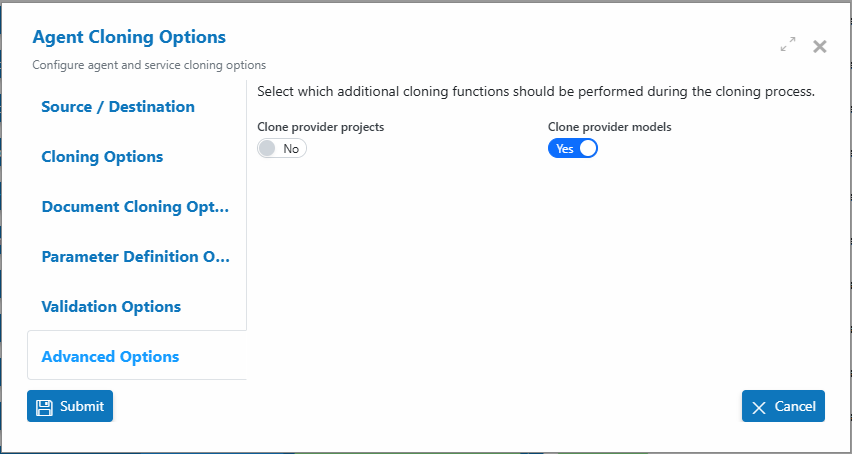 Agent Cloning Options
Configure agent and service cloning options
Source / Destination
Cloning Options
Document Cloning Opt...
Parameter Definition O...
Validation Options
Advanced Options
Select which additional cloning functions should be performed during the cloning process.
Clone provider projects
No
Clone provider models
Yes
Submit
Cancel